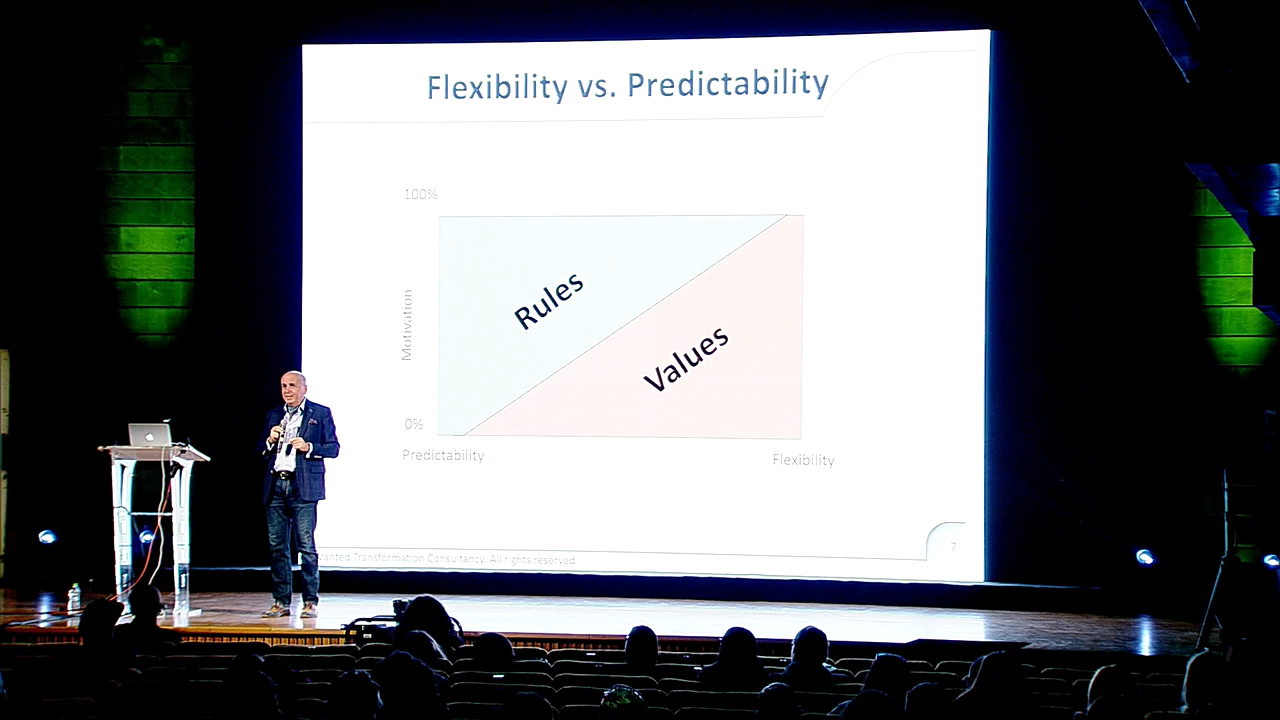 Flexibility vs. Predictability
100%
Motivation
Rules
Values
0%
Predictability
Flexibility
Transformation Consultancy. All rights reserved
7